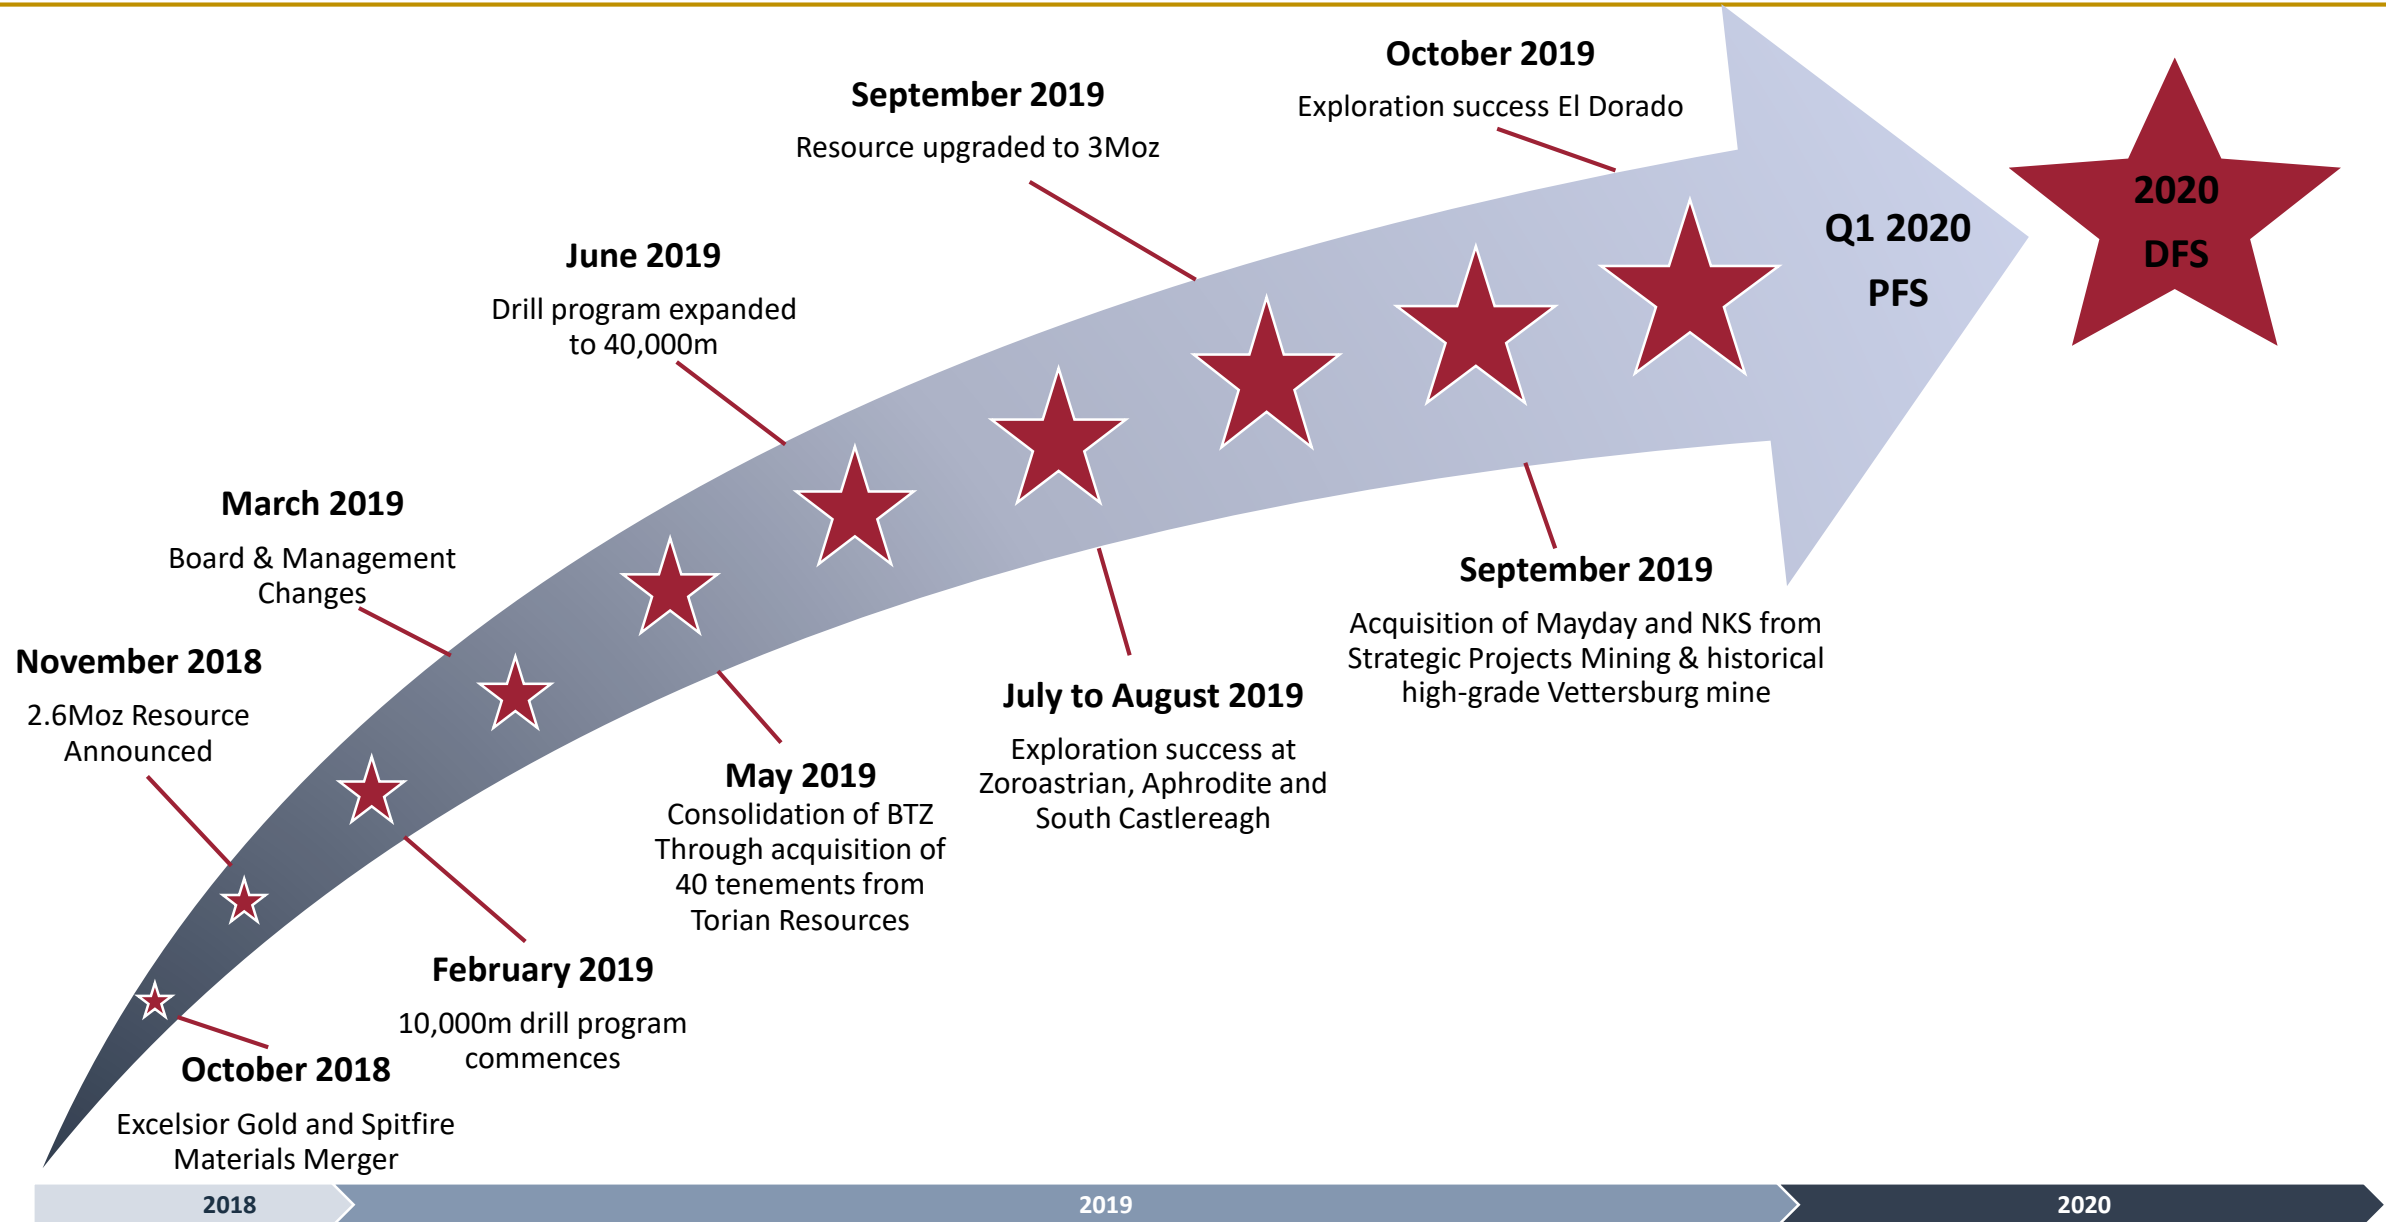 October 2019
Exploration success El Dorado
September 2019
Resource upgraded to 3Moz
2020
DFS
Q1 2020
PFS
June 2019
Drill program expanded
to 40,000m
March 2019
Board & Management
Changes
November 2018
2.6Moz Resource
Announced
September 2019
Acquisition of Mayday and NKS from
Strategic Projects Mining & historical
high-grade Vettersburg mine
July to August 2019
Exploration success at
Zoroastrian, Aphrodite and
South Castlereagh
May 2019
Consolidation of BTZ
Through acquisition of
40 tenements from
Torian Resources
February 2019
10,000m drill program
commences
October 2018
Excelsior Gold and Spitfire
Materials Merger
2018
2019
2020